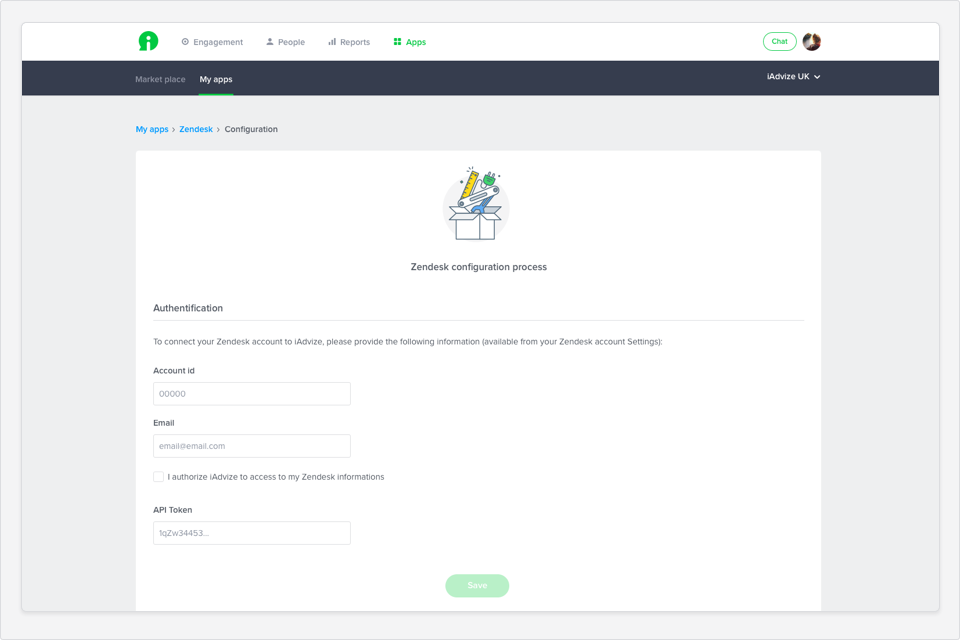 Engagement People Reports Apps Chat
Market place My apps iAdvize UK
My apps › Zendesk › Configuration
Zendesk configuration process
Authentification
To connect your Zendesk account to iAdvize, please provide the following information (available from your Zendesk account Settings):
Account id
00000
Email
email@email.com
I authorize iAdvize to access to my Zendesk informations
API Token
1qZw34453...
Save